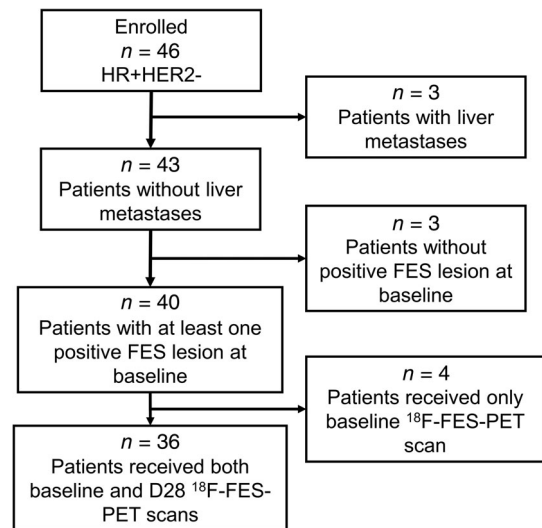 Enrolled
n = 46
HR+HER2-
n = 3
Patients with liver
metastases
n = 43
Patients without liver
metastases
n = 3
Patients without
positive FES lesion at
baseline
n = 40
Patients with at least one
positive FES lesion at
baseline
n = 4
Patients received only
baseline ¹⁸F-FES-PET
scan
n = 36
Patients received both
baseline and D28 ¹⁸F-FES-
PET scans